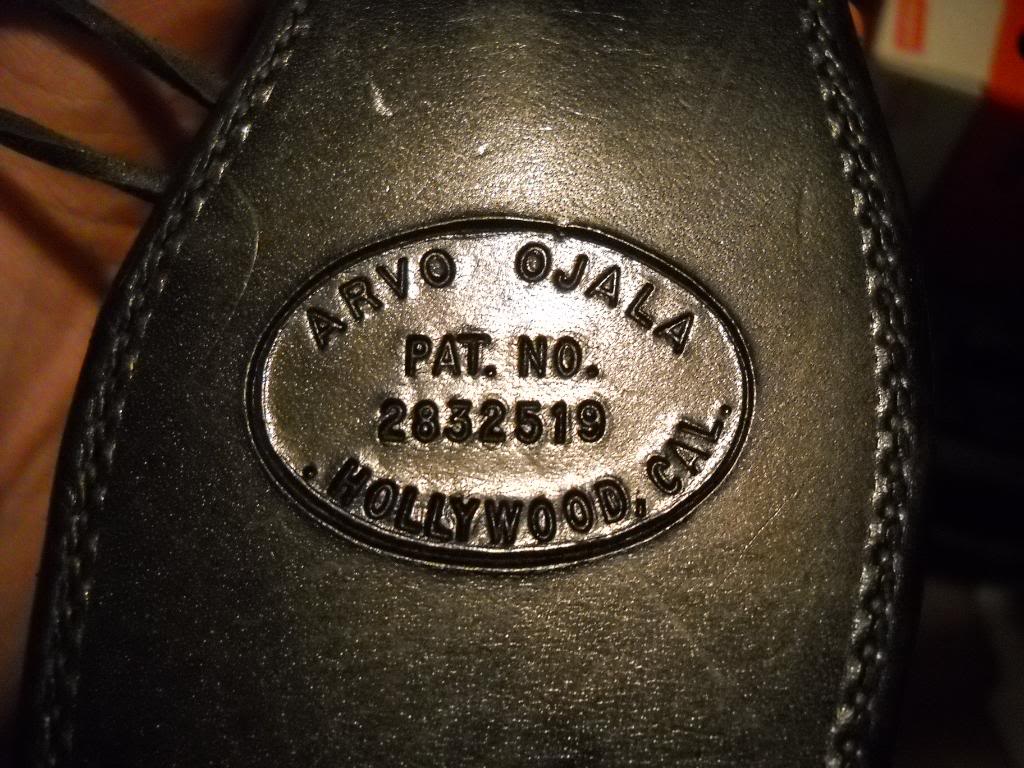 ARVO OJALA
PAT. NO.
2832519
. HOLLYWOOD, CAL.